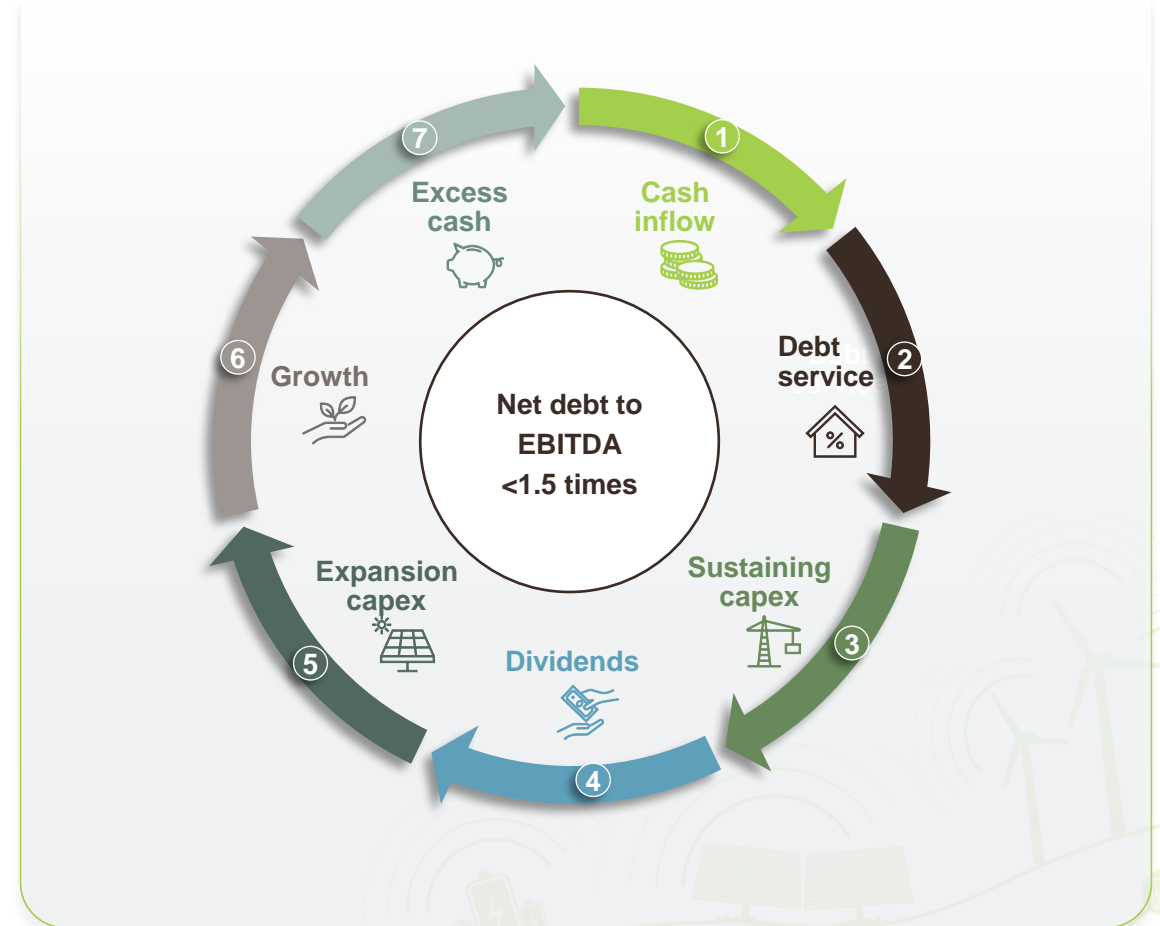 1
Cash
inflow
2
Debt
service
3
Sustaining
capex
4
Dividends
5
Expansion
capex
6
Growth
7
Excess
cash
Net debt to
EBITDA
<1.5 times
%